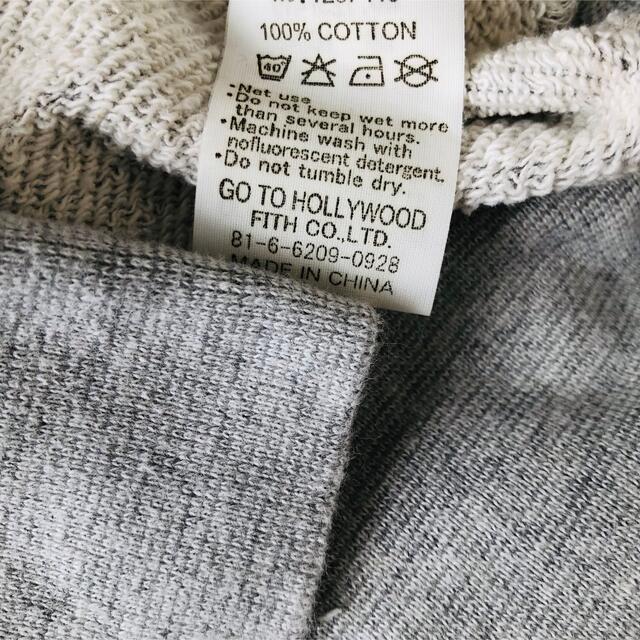 100% COTTON
40
•Net use.
•Do not keep wet more
than several hours.
•Machine wash with
nofluorescent detergent.
•Do not tumble dry.
GO TO HOLLYWOOD
FITH CO.,LTD.
81-6-6209-0928
MADE IN CHINA